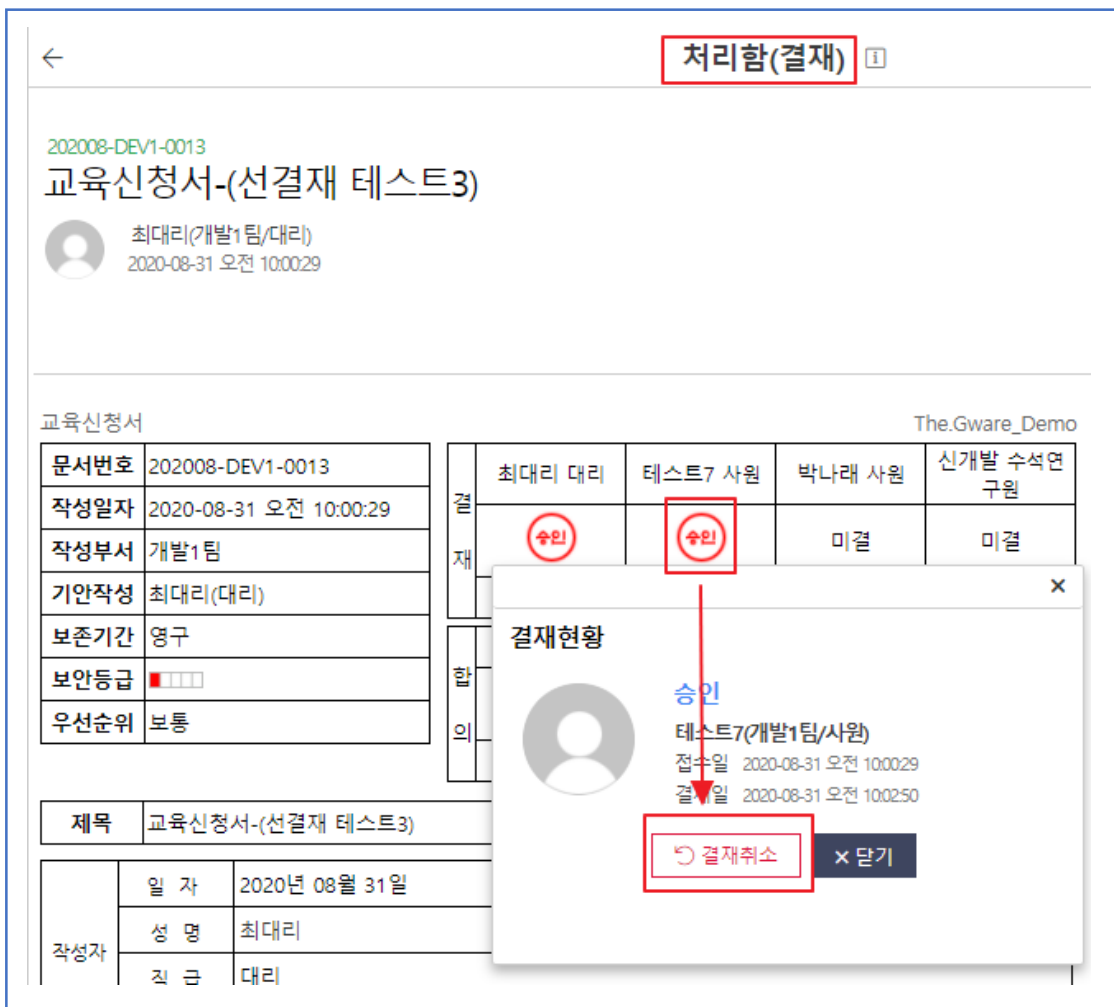 처리함(결재)
202008-DEV1-0013
교육신청서-(선결재 테스트3)
최대리(개발1팀/대리)
2020-08-31 오전 10:00:29
교육신청서
The.Gware_Demo
문서번호 202008-DEV1-0013
작성일자 2020-08-31 오전 10:00:29
작성부서 개발1팀
기안작성 최대리(대리)
보존기간 영구
보안등급
우선순위 보통
결
재
최대리 대리 테스트7 사원 박나래 사원 신개발 수석연
구원
승인 승인 미결 미결
합
의
결재현황
승인
테스트7(개발1팀/사원)
접수일 2020-08-31 오전 10:00:29
결재일 2020-08-31 오전 10:02:50
결재취소 닫기
제목 교육신청서-(선결재 테스트3)
작성자
일 자 2020년 08월 31일
성 명 최대리
직 급 대리